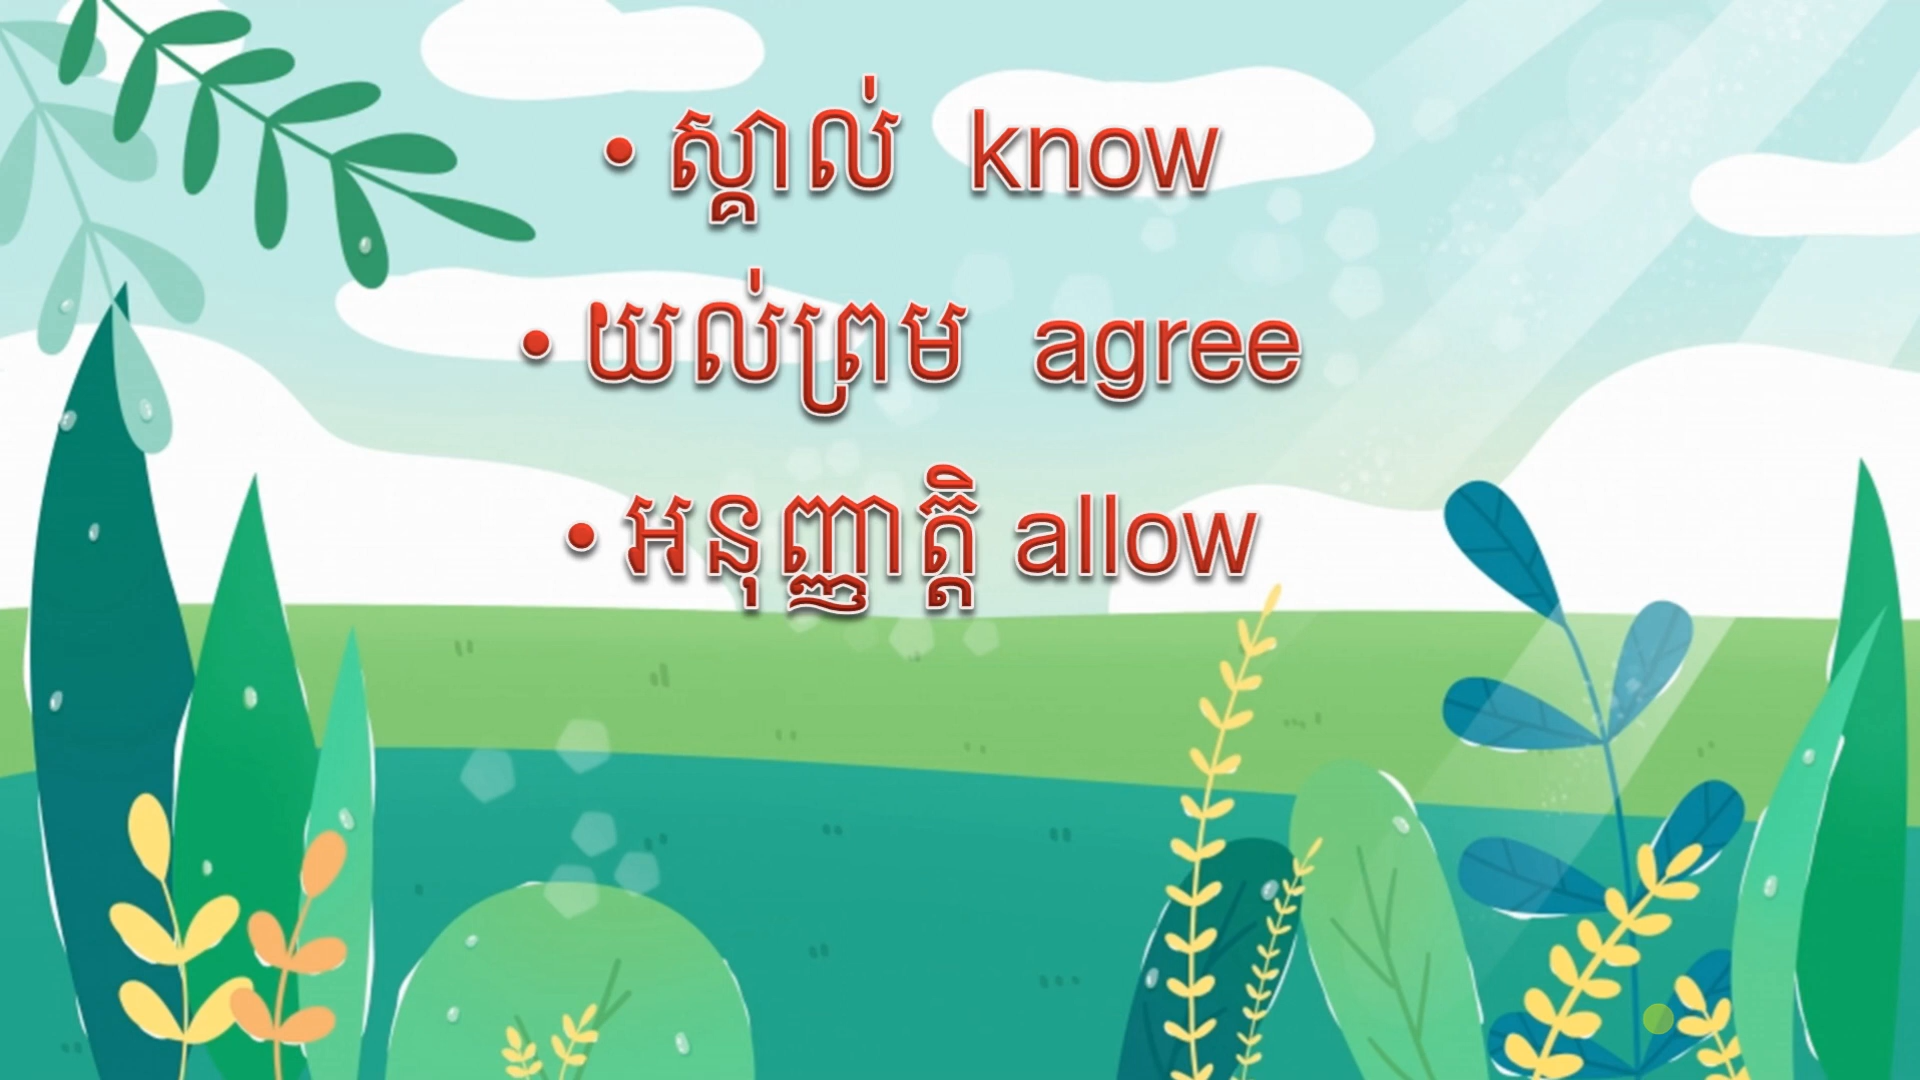 • ស្គាល់ know
• យល់ព្រម agree
• អនុញ្ញាត្តិ allow